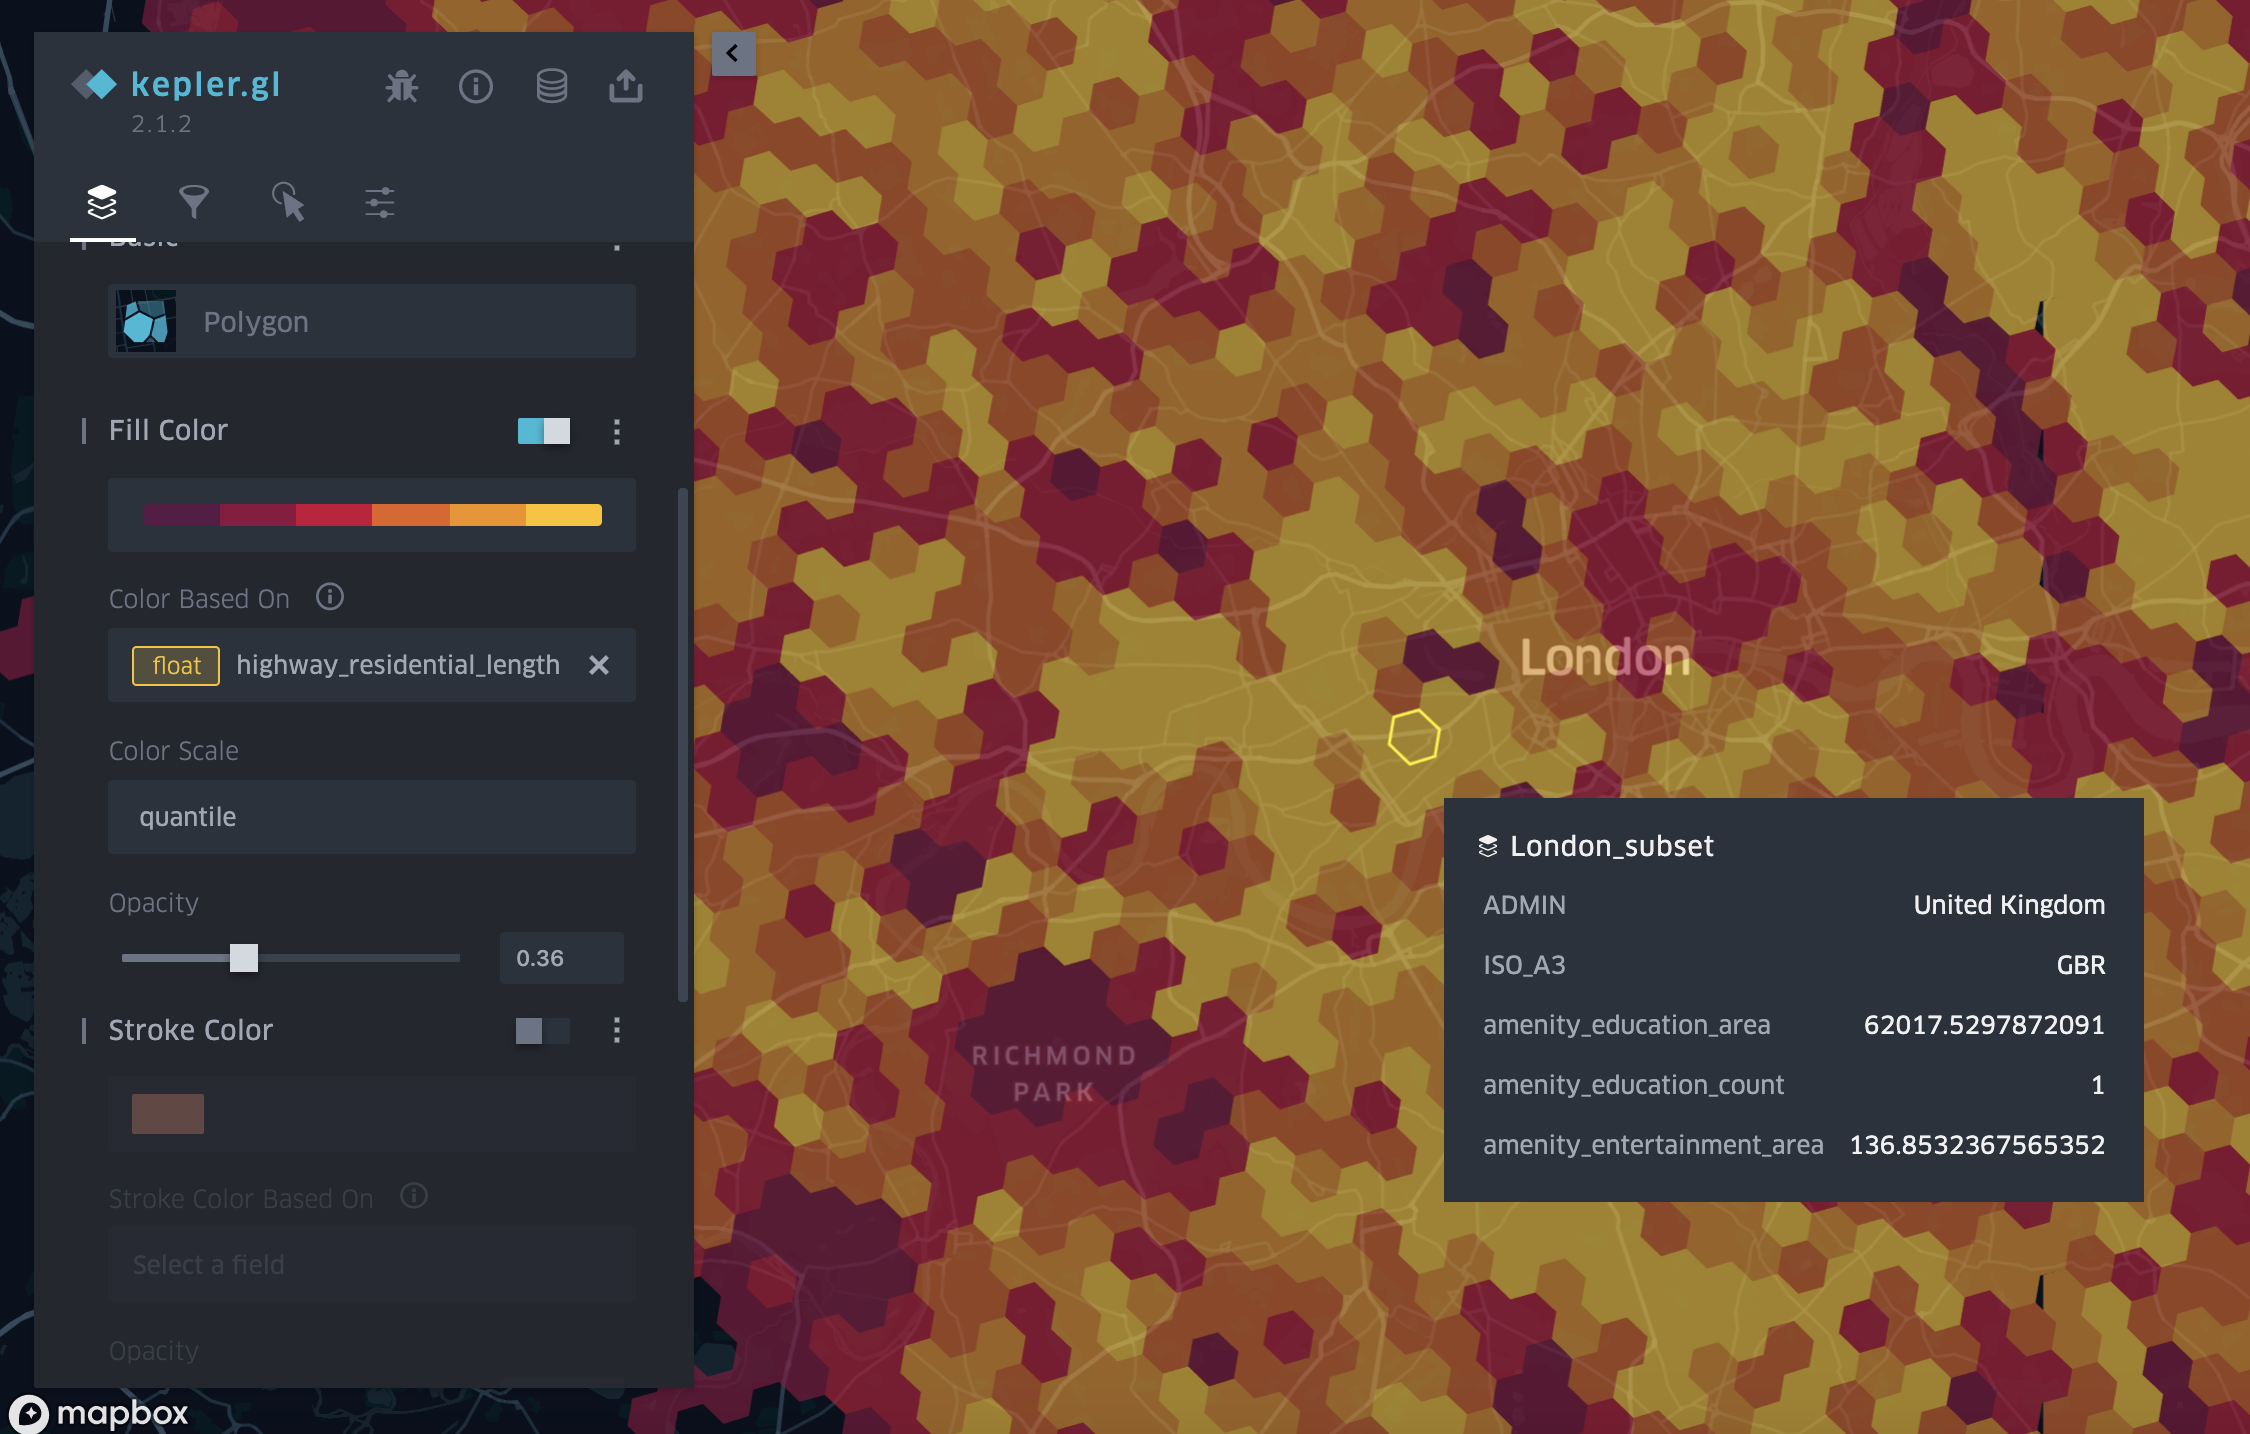 kepler.gl
2.1.2
Basic
Polygon
Fill Color
Color Based On
float highway_residential_length
Color Scale
quantile
Opacity
0.36
Stroke Color
Stroke Color Based On
Select a field
Opacity
mapbox
London
RICHMOND
PARK
London_subset
ADMIN United Kingdom
ISO_A3 GBR
amenity_education_area 62017.5297872091
amenity_education_count 1
amenity_entertainment_area 136.8532367565352